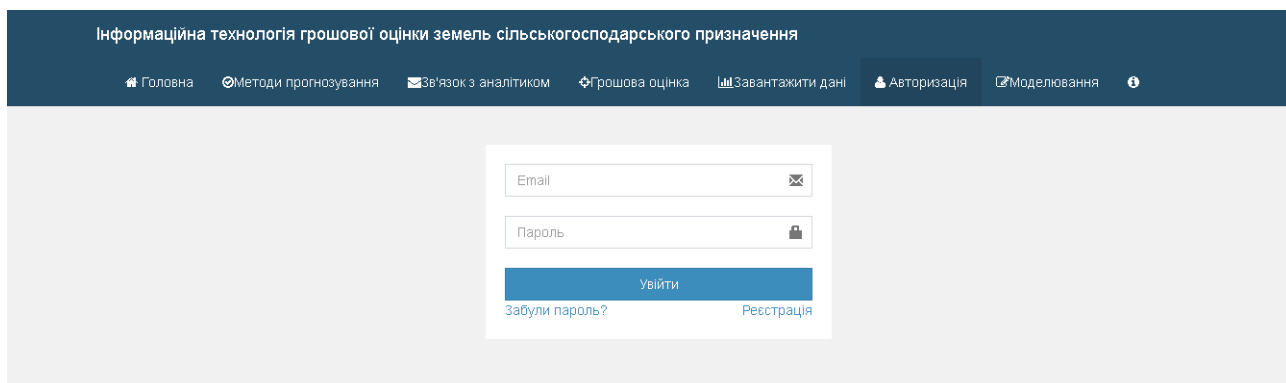 Інформаційна технологія грошової оцінки земель сільськогосподарського призначення
Головна Методи прогнозування Зв'язок з аналітиком Грошова оцінка Завантажити дані Авторизація Моделювання
Email
Пароль
Увійти
Забули пароль? Реєстрація